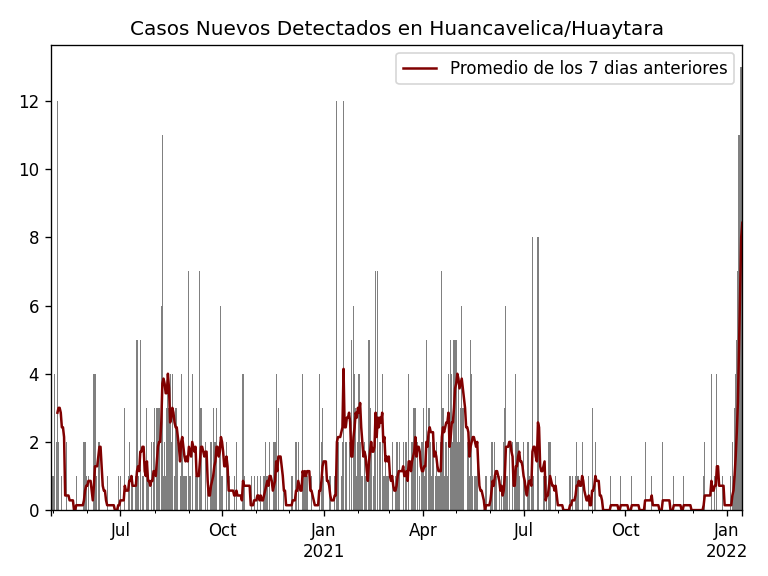 Casos Nuevos Detectados en Huancavelica/Huaytara
Promedio de los 7 dias anteriores
12
10
8
6
4
2
0
Jul Oct Jan Apr Jul Oct Jan
2021 2022